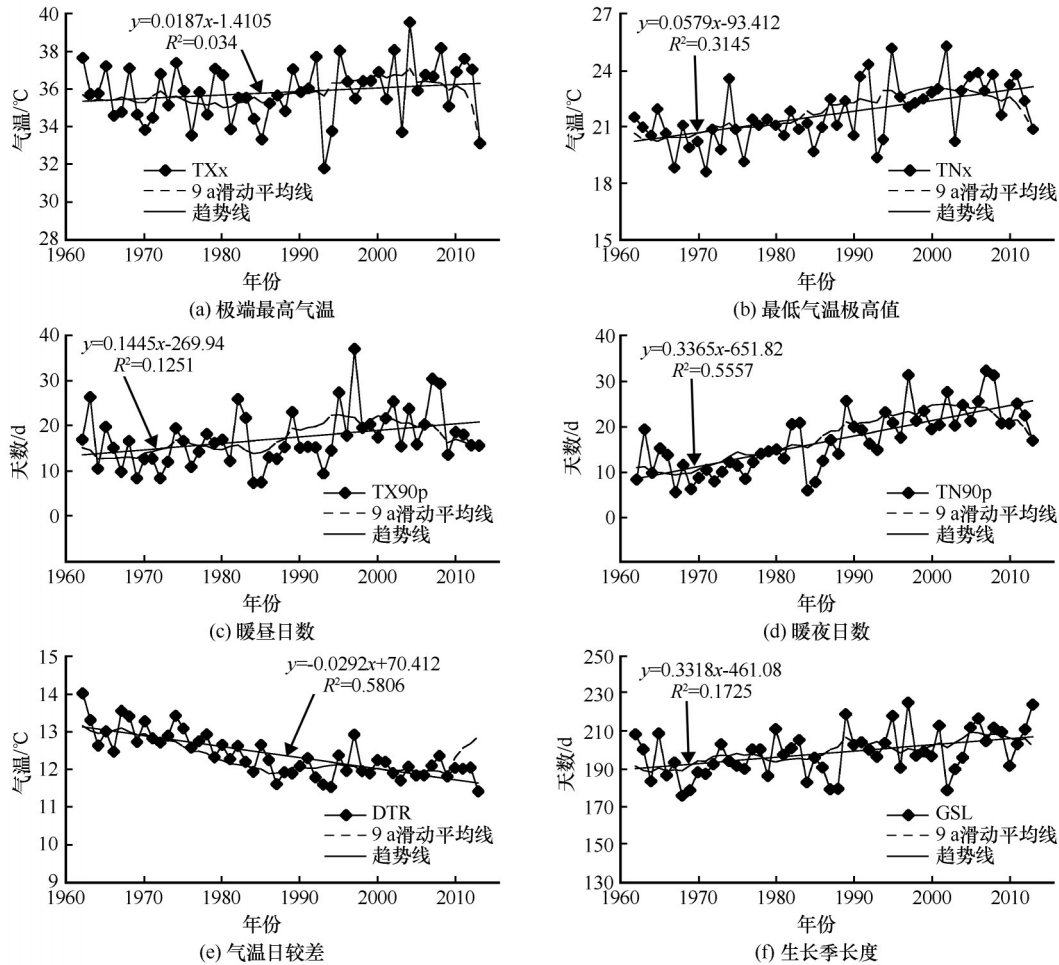 y=0.0187x-1.4105
R²=0.034
40
38
36
34
32
30
28
气温/℃
TXx
9 a滑动平均线
趋势线
1960 1970 1980 1990 2000 2010
年份
(a) 极端最高气温
y=0.0579x-93.412
R²=0.3145
27
24
21
18
15
气温/℃
TNx
9 a滑动平均线
趋势线
1960 1970 1980 1990 2000 2010
年份
(b) 最低气温极高值
y=0.1445x-269.94
R²=0.1251
40
30
20
10
0
天数/d
TX90p
9 a滑动平均线
趋势线
1960 1970 1980 1990 2000 2010
年份
(c) 暖昼日数
y=0.3365x-651.82
R²=0.5557
40
30
20
10
0
天数/d
TN90p
9 a滑动平均线
趋势线
1960 1970 1980 1990 2000 2010
年份
(d) 暖夜日数
y=-0.0292x+70.412
R²=0.5806
15
14
13
12
11
10
9
气温/℃
DTR
9 a滑动平均线
趋势线
1960 1970 1980 1990 2000 2010
年份
(e) 气温日较差
y=0.3318x-461.08
R²=0.1725
250
230
210
190
170
150
130
天数/d
GSL
9 a滑动平均线
趋势线
1960 1970 1980 1990 2000 2010
年份
(f) 生长季长度